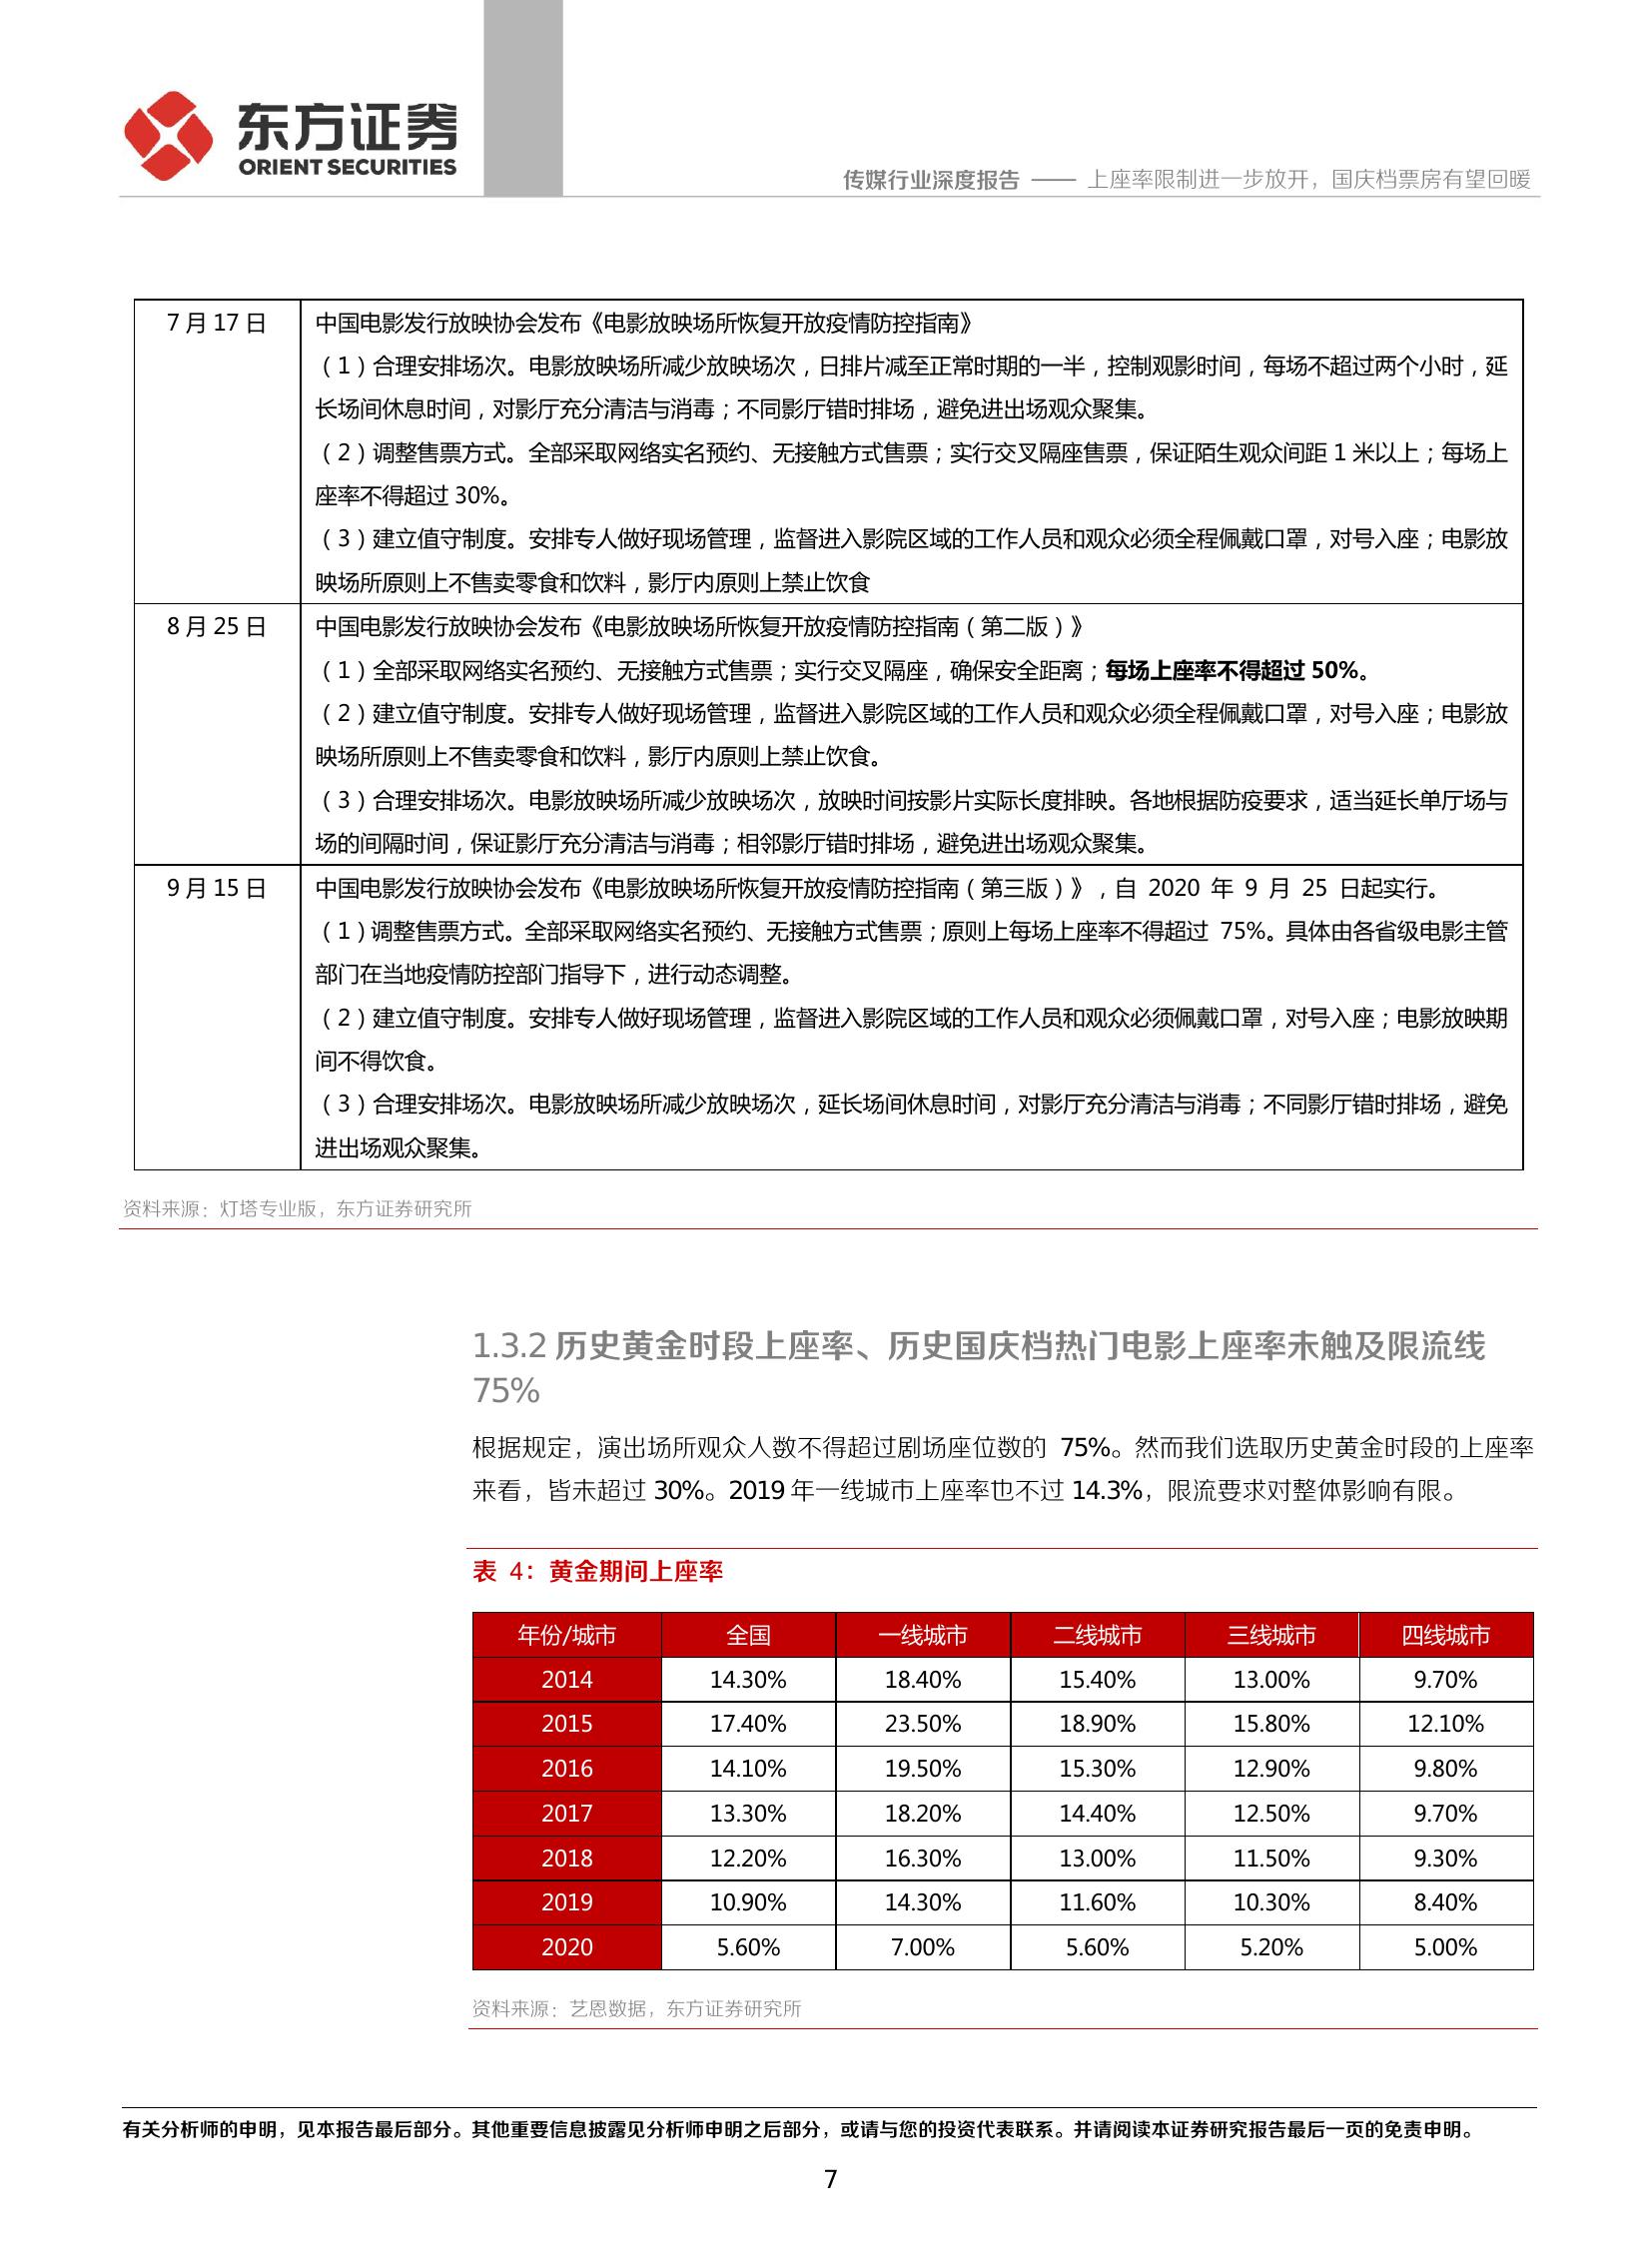 东方证券
ORIENT SECURITIES
传媒行业深度报告 —— 上座率限制进一步放开，国庆档票房有望回暖
7 月 17 日
中国电影发行放映协会发布《电影放映场所恢复开放疫情防控指南》
（1）合理安排场次。电影放映场所减少放映场次，日排片减至正常时期的一半，控制观影时间，每场不超过两个小时，延
长场间休息时间，对影厅充分清洁与消毒；不同影厅错时排场，避免进出场观众聚集。
（2）调整售票方式。全部采取网络实名预约、无接触方式售票；实行交叉隔座售票，保证陌生观众间距 1 米以上；每场上
座率不得超过 30%。
（3）建立值守制度。安排专人做好现场管理，监督进入影院区域的工作人员和观众必须全程佩戴口罩，对号入座；电影放
映场所原则上不售卖零食和饮料，影厅内原则上禁止饮食
8 月 25 日
中国电影发行放映协会发布《电影放映场所恢复开放疫情防控指南（第二版）》
（1）全部采取网络实名预约、无接触方式售票；实行交叉隔座，确保安全距离；每场上座率不得超过 50%。
（2）建立值守制度。安排专人做好现场管理，监督进入影院区域的工作人员和观众必须全程佩戴口罩，对号入座；电影放
映场所原则上不售卖零食和饮料，影厅内原则上禁止饮食。
（3）合理安排场次。电影放映场所减少放映场次，放映时间按影片实际长度排映。各地根据防疫要求，适当延长单厅场与
场的间隔时间，保证影厅充分清洁与消毒；相邻影厅错时排场，避免进出场观众聚集。
9 月 15 日
中国电影发行放映协会发布《电影放映场所恢复开放疫情防控指南（第三版）》，自 2020 年 9 月 25 日起实行。
（1）调整售票方式。全部采取网络实名预约、无接触方式售票；原则上每场上座率不得超过 75%。具体由各省级电影主管
部门在当地疫情防控部门指导下，进行动态调整。
（2）建立值守制度。安排专人做好现场管理，监督进入影院区域的工作人员和观众必须佩戴口罩，对号入座；电影放映期
间不得饮食。
（3）合理安排场次。电影放映场所减少放映场次，延长场间休息时间，对影厅充分清洁与消毒；不同影厅错时排场，避免
进出场观众聚集。
资料来源：灯塔专业版，东方证券研究所
1.3.2 历史黄金时段上座率、历史国庆档热门电影上座率未触及限流线
75%
根据规定，演出场所观众人数不得超过剧场座位数的 75%。然而我们选取历史黄金时段的上座率
来看，皆未超过 30%。2019 年一线城市上座率也不过 14.3%，限流要求对整体影响有限。
表 4：黄金期间上座率
年份/城市 全国 一线城市 二线城市 三线城市 四线城市
2014 14.30% 18.40% 15.40% 13.00% 9.70%
2015 17.40% 23.50% 18.90% 15.80% 12.10%
2016 14.10% 19.50% 15.30% 12.90% 9.80%
2017 13.30% 18.20% 14.40% 12.50% 9.70%
2018 12.20% 16.30% 13.00% 11.50% 9.30%
2019 10.90% 14.30% 11.60% 10.30% 8.40%
2020 5.60% 7.00% 5.60% 5.20% 5.00%
资料来源：艺恩数据，东方证券研究所
有关分析师的申明，见本报告最后部分。其他重要信息披露见分析师申明之后部分，或请与您的投资代表联系。并请阅读本证券研究报告最后一页的免责申明。
7